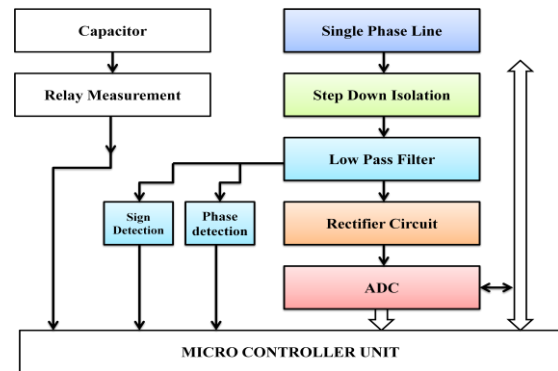 Capacitor
Single Phase Line
Relay Measurement
Step Down Isolation
Low Pass Filter
Sign
Detection
Phase
detection
Rectifier Circuit
ADC
MICRO CONTROLLER UNIT